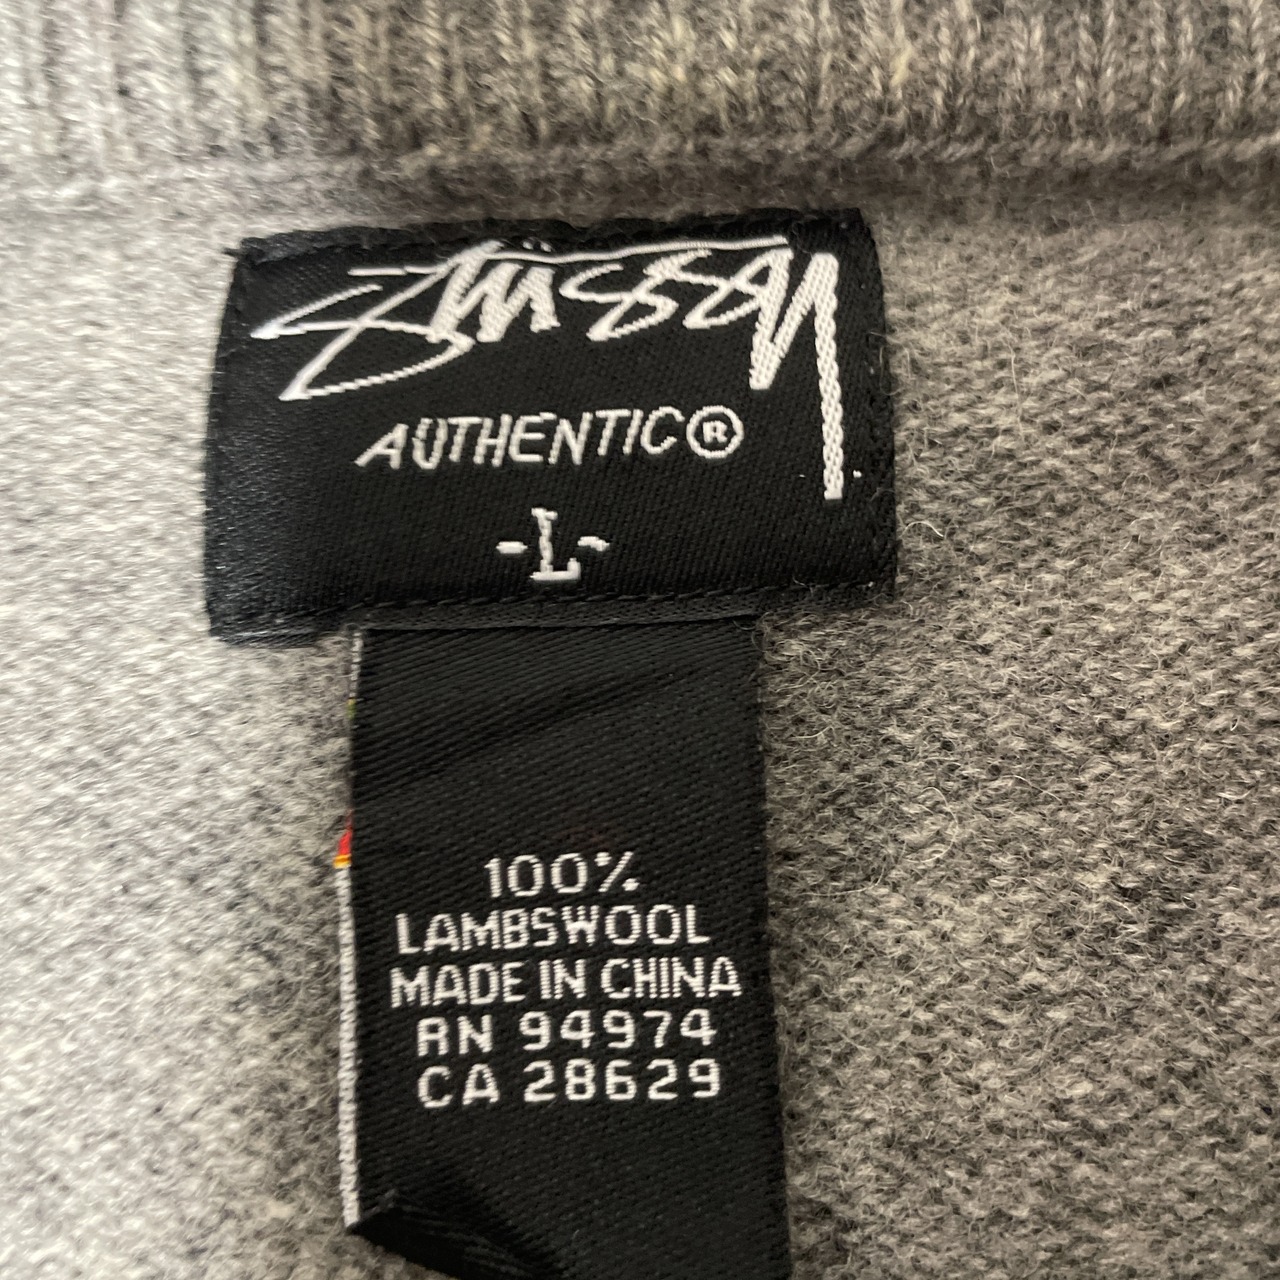 Stüssy
AUTHENTIC®
-L-
100%
LAMBSWOOL
MADE IN CHINA
RN 94974
CA 28629